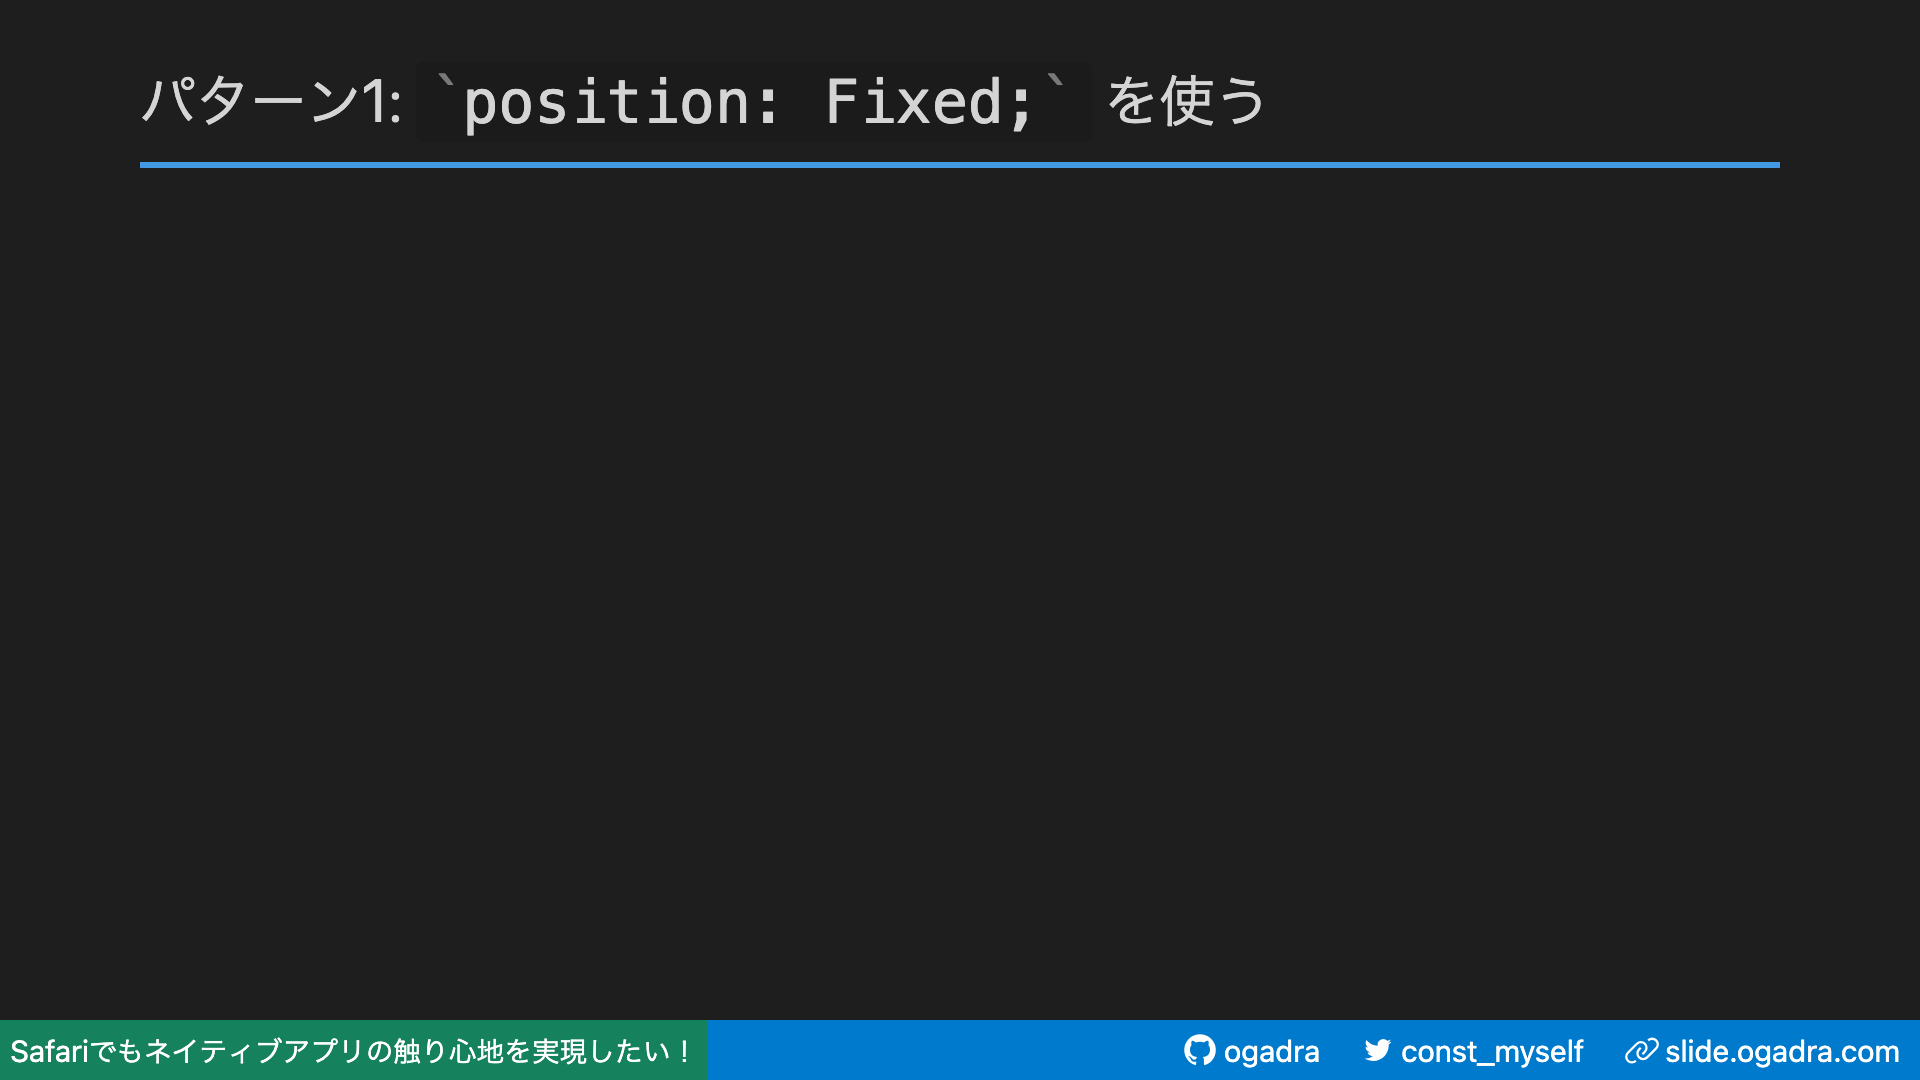 パターン1: `position: Fixed;` を使う
Safariでもネイティブアプリの触り心地を実現したい！
ogadra
const_myself
slide.ogadra.com